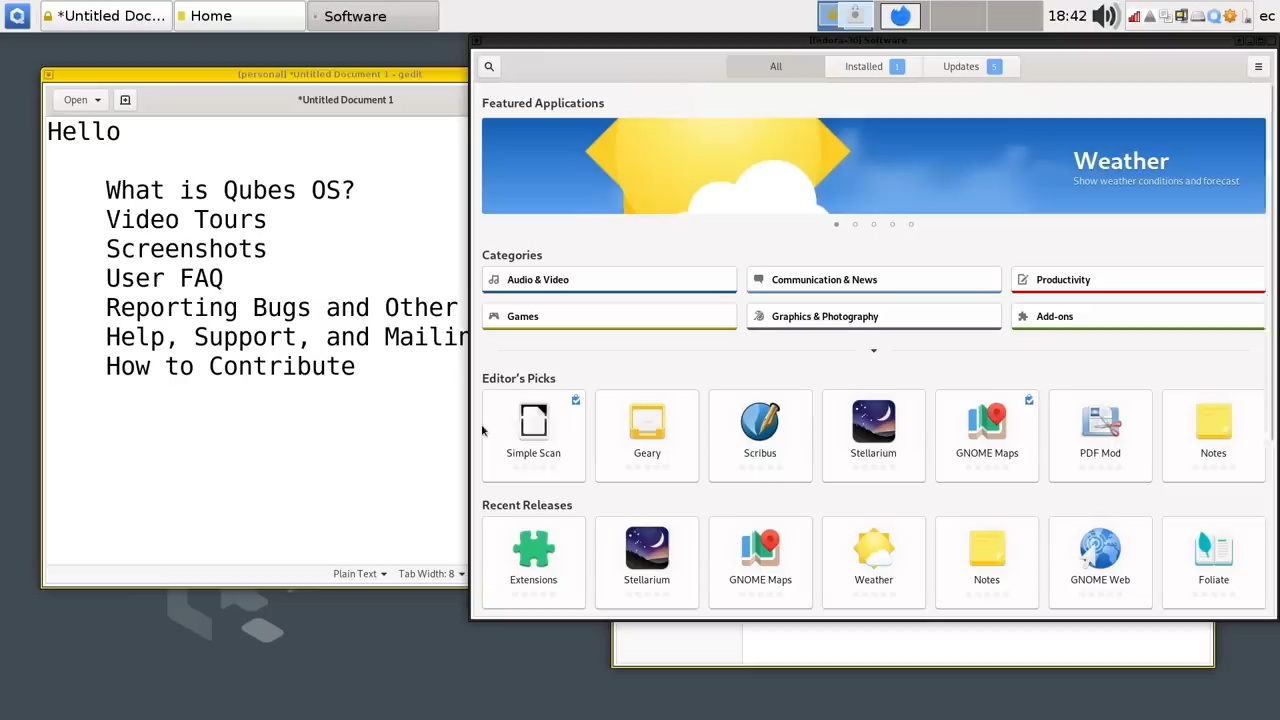 *Untitled Doc...
Home
Software
18:42
ec
[personal] *Untitled Document 1 - gedit
[fedora-30] Software
Open
*Untitled Document 1
Hello
What is Qubes OS?
Video Tours
Screenshots
User FAQ
Reporting Bugs and Other
Help, Support, and Mailin
How to Contribute
Plain Text
Tab Width: 8
All
Installed 1
Updates 5
Featured Applications
Weather
Show weather conditions and forecast
Categories
Audio & Video
Communication & News
Productivity
Games
Graphics & Photography
Add-ons
Editor's Picks
Simple Scan
Geary
Scribus
Stellarium
GNOME Maps
PDF Mod
Notes
Recent Releases
Extensions
Stellarium
GNOME Maps
Weather
Notes
GNOME Web
Foliate